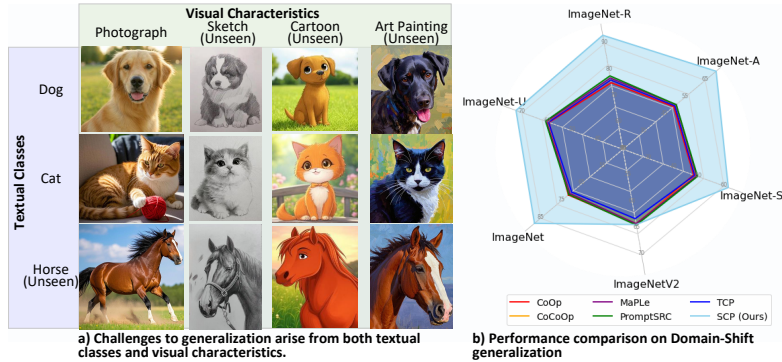 Visual Characteristics
Photograph
Sketch
(Unseen)
Cartoon
(Unseen)
Art Painting
(Unseen)
Textual Classes
Dog
Cat
Horse
(Unseen)
a) Challenges to generalization arise from both textual
classes and visual characteristics.
ImageNet-R
ImageNet-A
ImageNet-U
ImageNet-S
ImageNet
ImageNetV2
CoOp
MaPLe
TCP
CoCoOp
PromptSRC
SCP (Ours)
b) Performance comparison on Domain-Shift
generalization